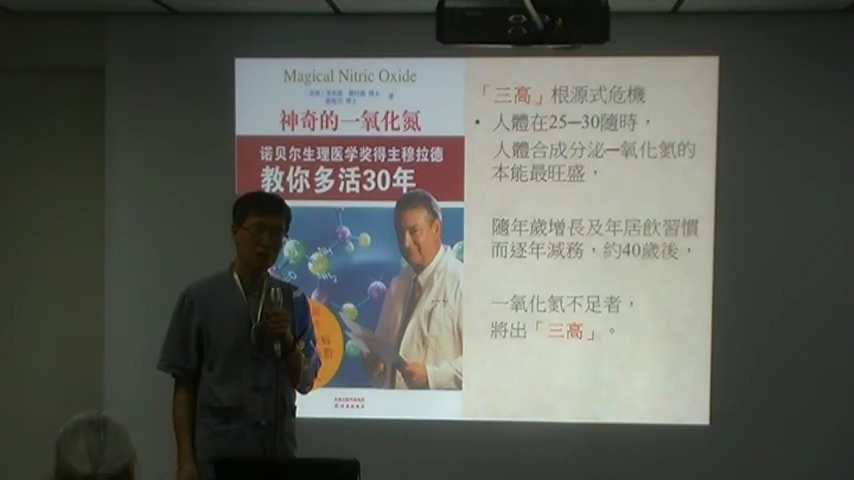 Magical Nitric Oxide
神奇的一氧化氮
诺贝尔生理医学奖得主穆拉德
教你多活30年
「三高」根源式危機
• 人體在25─30隨時，
人體合成分泌─氧化氮的
本能最旺盛，
隨年歲增長及年居飲習慣
而逐年減務，約40歲後，
一氧化氮不足者，
將出「三高」。